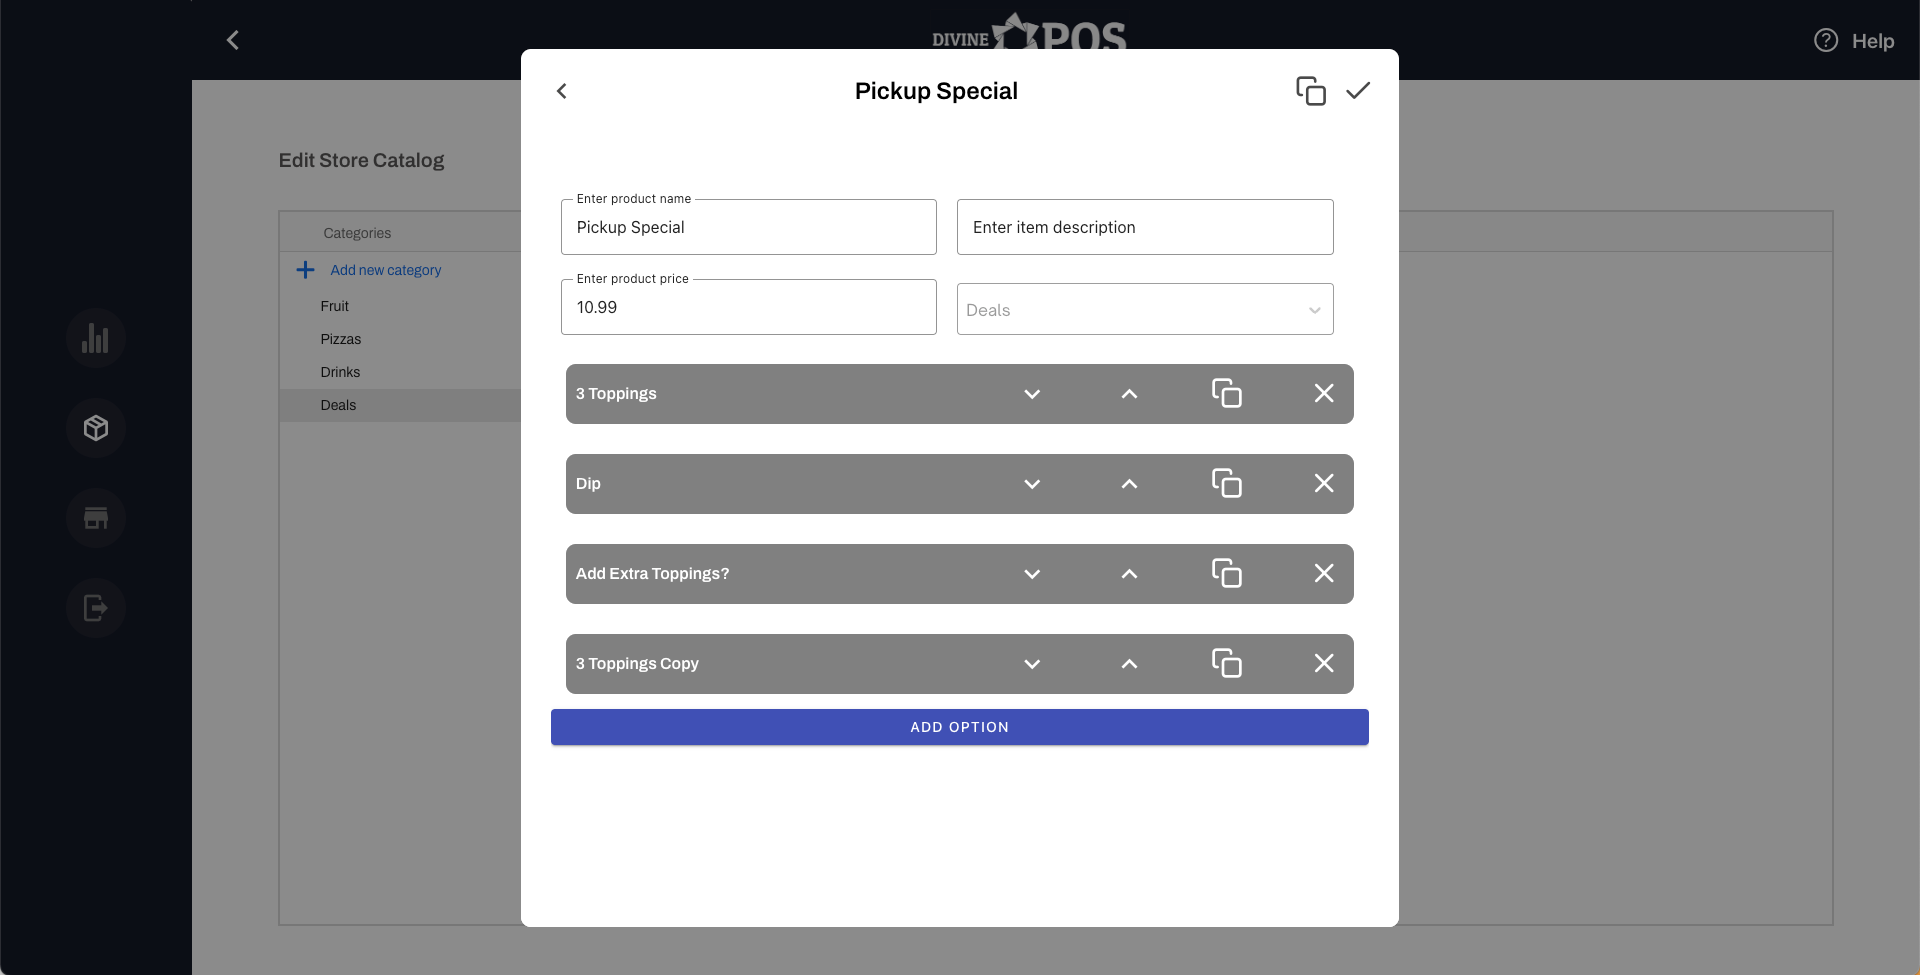 DIVINE POS
Help
Pickup Special
Edit Store Catalog
Enter product name
Pickup Special
Enter item description
Categories
Add new category
Enter product price
10.99
Deals
Fruit
Pizzas
Drinks
Deals
3 Toppings
Dip
Add Extra Toppings?
3 Toppings Copy
ADD OPTION